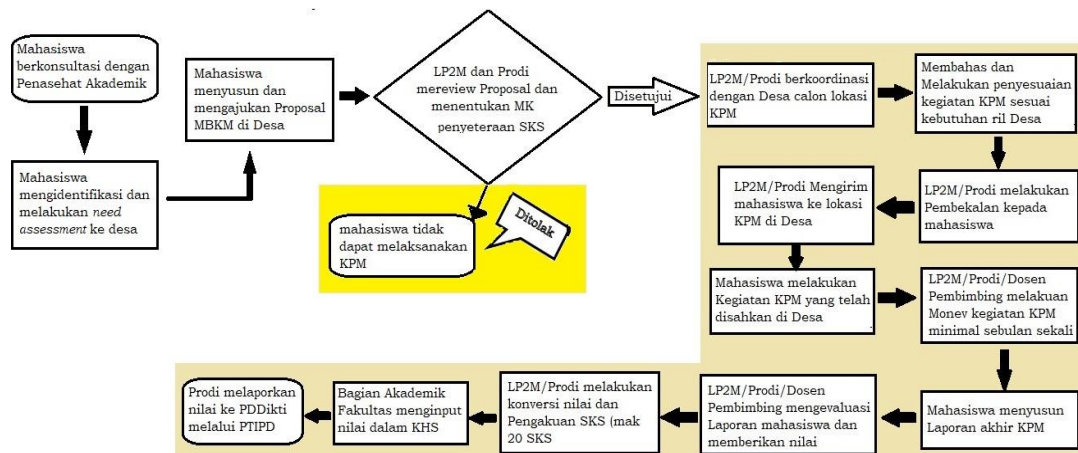 Mahasiswa
berkonsultasi dengan
Penasehat Akademik
Mahasiswa
mengidentifikasi dan
melakukan need
assessment ke desa
Mahasiswa
menyusun dan
mengajukan Proposal
MBKM di Desa
LP2M dan Prodi
mereview Proposal dan
menentukan MK
penyeteraan SKS
Ditolak
mahasiswa tidak
dapat melaksanakan
KPM
Disetujui
LP2M/Prodi berkoordinasi
dengan Desa calon lokasi
KPM
Membahas dan
Melakukan penyesuaian
kegiatan KPM sesuai
kebutuhan ril Desa
LP2M/Prodi melakukan
Pembekalan kepada
mahasiswa
LP2M/Prodi Mengirim
mahasiswa ke lokasi
KPM di Desa
Mahasiswa melakukan
Kegiatan KPM yang telah
disahkan di Desa
LP2M/Prodi/Dosen
Pembimbing melakuan
Monev kegiatan KPM
minimal sebulan sekali
Mahasiswa menyusun
Laporan akhir KPM
LP2M/Prodi/Dosen
Pembimbing mengevaluasi
Laporan mahasiswa dan
memberikan nilai
LP2M/Prodi melakukan
konversi nilai dan
Pengakuan SKS (mak
20 SKS
Bagian Akademik
Fakultas menginput
nilai dalam KHS
Prodi melaporkan
nilai ke PDDikti
melalui PTIPD